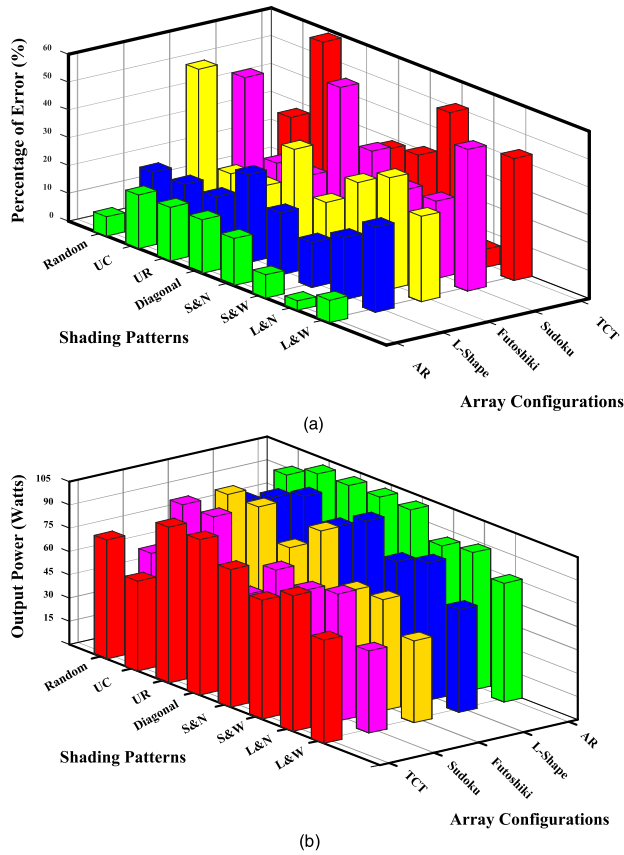 60
50
40
30
20
10
0
Percentage of Error (%)
Random
UC
UR
Diagonal
S&N
S&W
L&N
L&W
Shading Patterns
AR
L-Shape
Futoshiki
Sudoku
TCT
Array Configurations
(a)
105
90
75
60
45
30
15
Output Power (Watts)
Random
UC
UR
Diagonal
S&N
S&W
L&N
L&W
Shading Patterns
TCT
Sudoku
Futoshiki
L-Shape
AR
Array Configurations
(b)